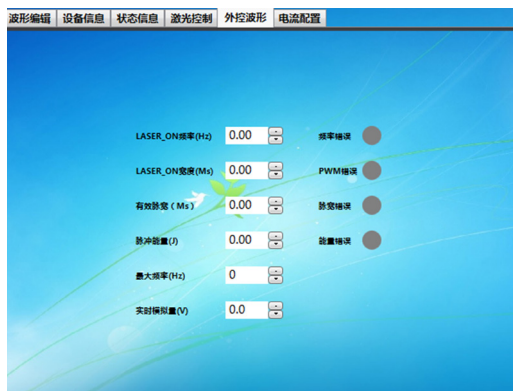 波形编辑 设备信息 状态信息 激光控制 外控波形 电流配置
LASER_ON频率(Hz) 0.00 频率错误
LASER_ON宽度(Ms) 0.00 PWM错误
有效脉宽（Ms） 0.00 脉宽错误
脉冲能量(J) 0.00 能量错误
最大频率(Hz) 0
实时模拟量(V) 0.0